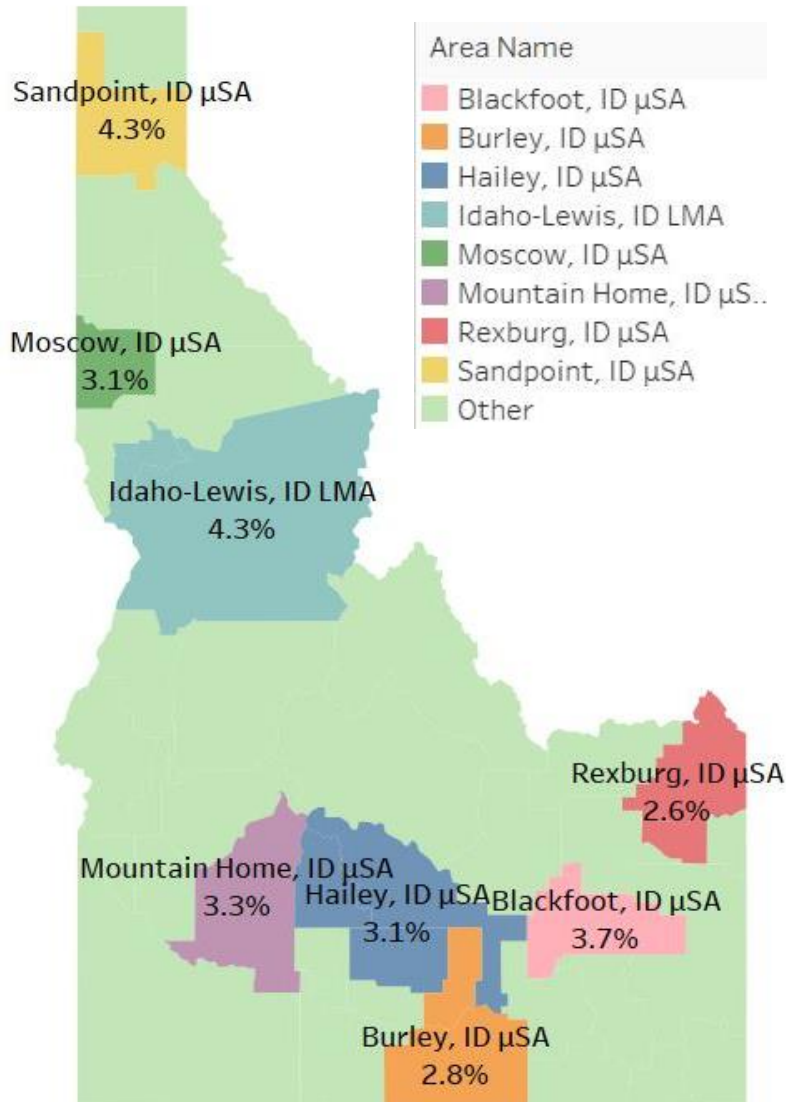 Area Name
Blackfoot, ID µSA
Burley, ID µSA
Hailey, ID µSA
Idaho-Lewis, ID LMA
Moscow, ID µSA
Mountain Home, ID µS..
Rexburg, ID µSA
Sandpoint, ID µSA
Other
Sandpoint, ID µSA
4.3%
Moscow, ID µSA
3.1%
Idaho-Lewis, ID LMA
4.3%
Rexburg, ID µSA
2.6%
Mountain Home, ID µSA
3.3%
Hailey, ID µSA
3.1%
Blackfoot, ID µSA
3.7%
Burley, ID µSA
2.8%